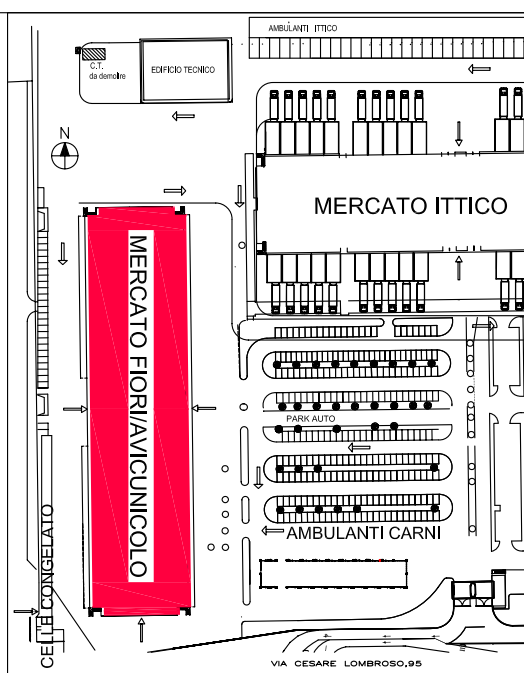 AMBULANTI ITTICO
C.T.
da demolire
EDIFICIO TECNICO
N
MERCATO ITTICO
MERCATO FIORI/AVICUNICOLO
PARK AUTO
AMBULANTI CARNI
CELLE CONGELATO
VIA CESARE LOMBROSO,95